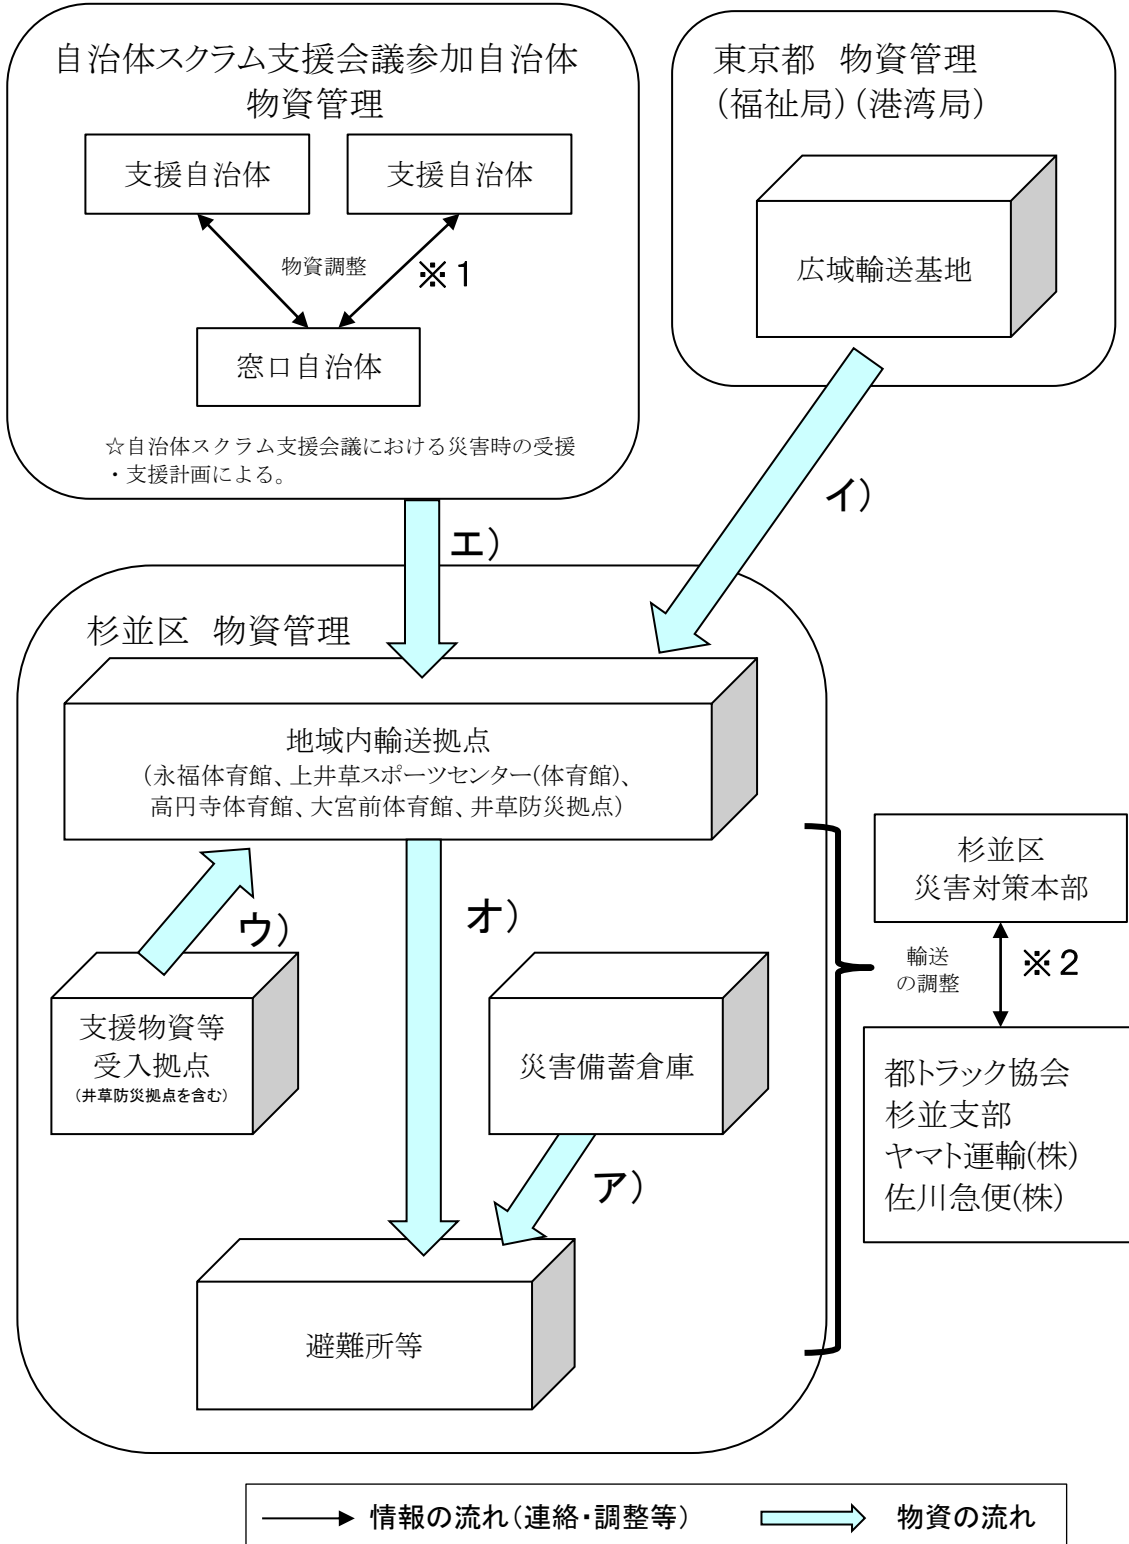 自治体スクラム支援会議参加自治体
物資管理
支援自治体
支援自治体
物資調整
※1
窓口自治体
☆自治体スクラム支援会議における災害時の受援
・支援計画による。
東京都 物資管理
(福祉局)(港湾局)
広域輸送基地
イ)
エ)
杉並区 物資管理
地域内輸送拠点
(永福体育館、上井草スポーツセンター(体育館)、
高円寺体育館、大宮前体育館、井草防災拠点)
ウ)
オ)
支援物資等
受入拠点
(井草防災拠点を含む)
災害備蓄倉庫
ア)
避難所等
杉並区
災害対策本部
輸送
の調整
※2
都トラック協会
杉並支部
ヤマト運輸(株)
佐川急便(株)
情報の流れ(連絡・調整等)
物資の流れ